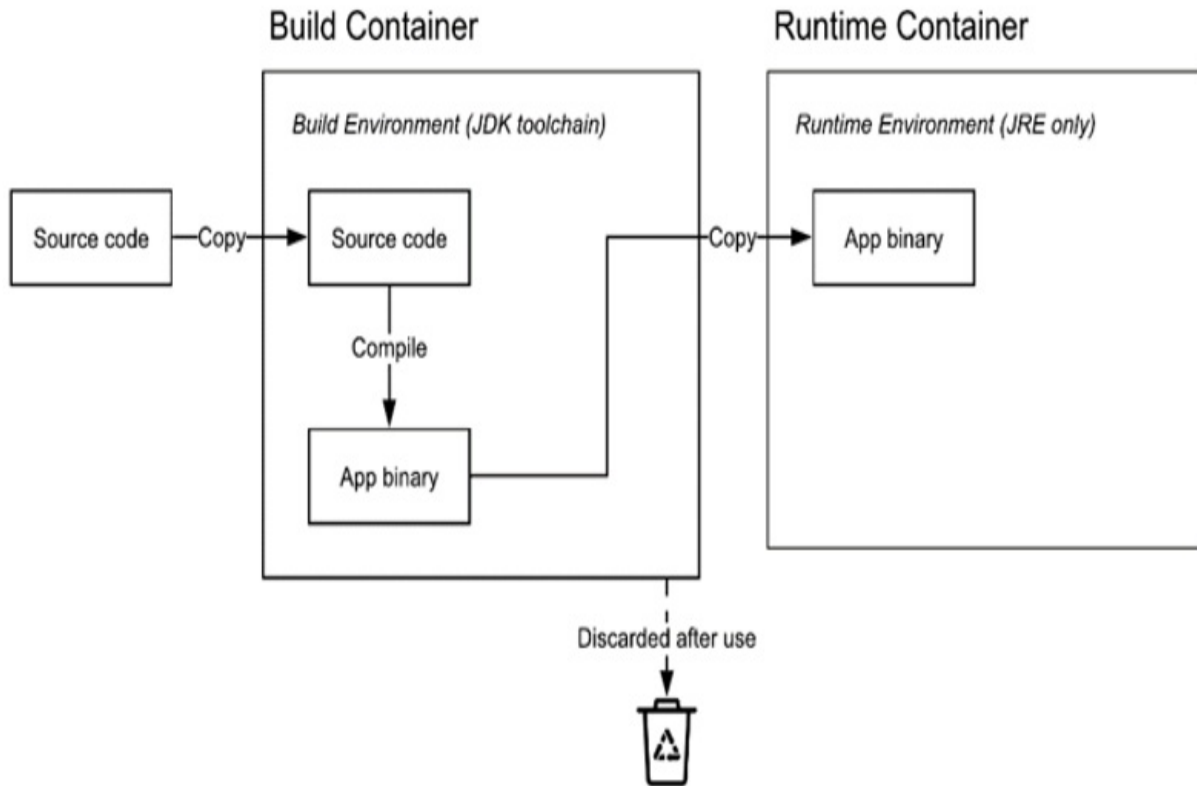 Build Container
Runtime Container
Build Environment (JDK toolchain)
Runtime Environment (JRE only)
Source code
Copy
Source code
Copy
App binary
Compile
App binary
Discarded after use